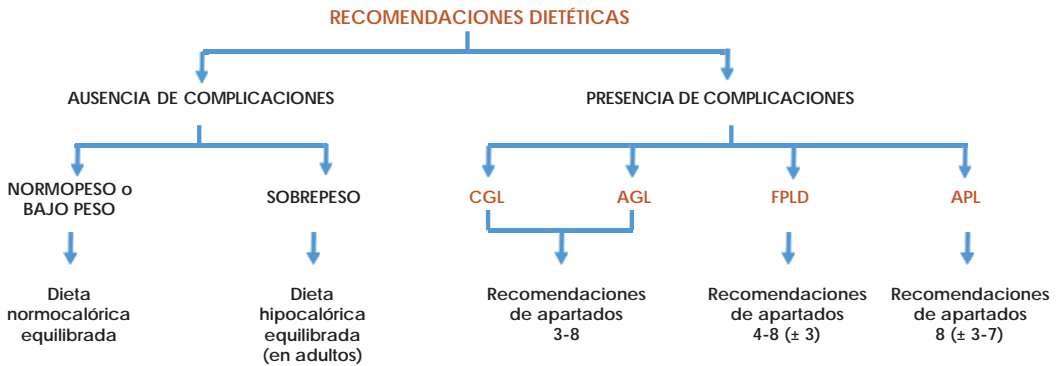 RECOMENDACIONES DIETÉTICAS
AUSENCIA DE COMPLICACIONES
PRESENCIA DE COMPLICACIONES
NORMOPESO o
BAJO PESO
SOBREPESO
CGL
AGL
FPLD
APL
Dieta
normocalórica
equilibrada
Dieta
hipocalórica
equilibrada
(en adultos)
Recomendaciones
de apartados
3-8
Recomendaciones
de apartados
4-8 (± 3)
Recomendaciones
de apartados
8 (± 3-7)